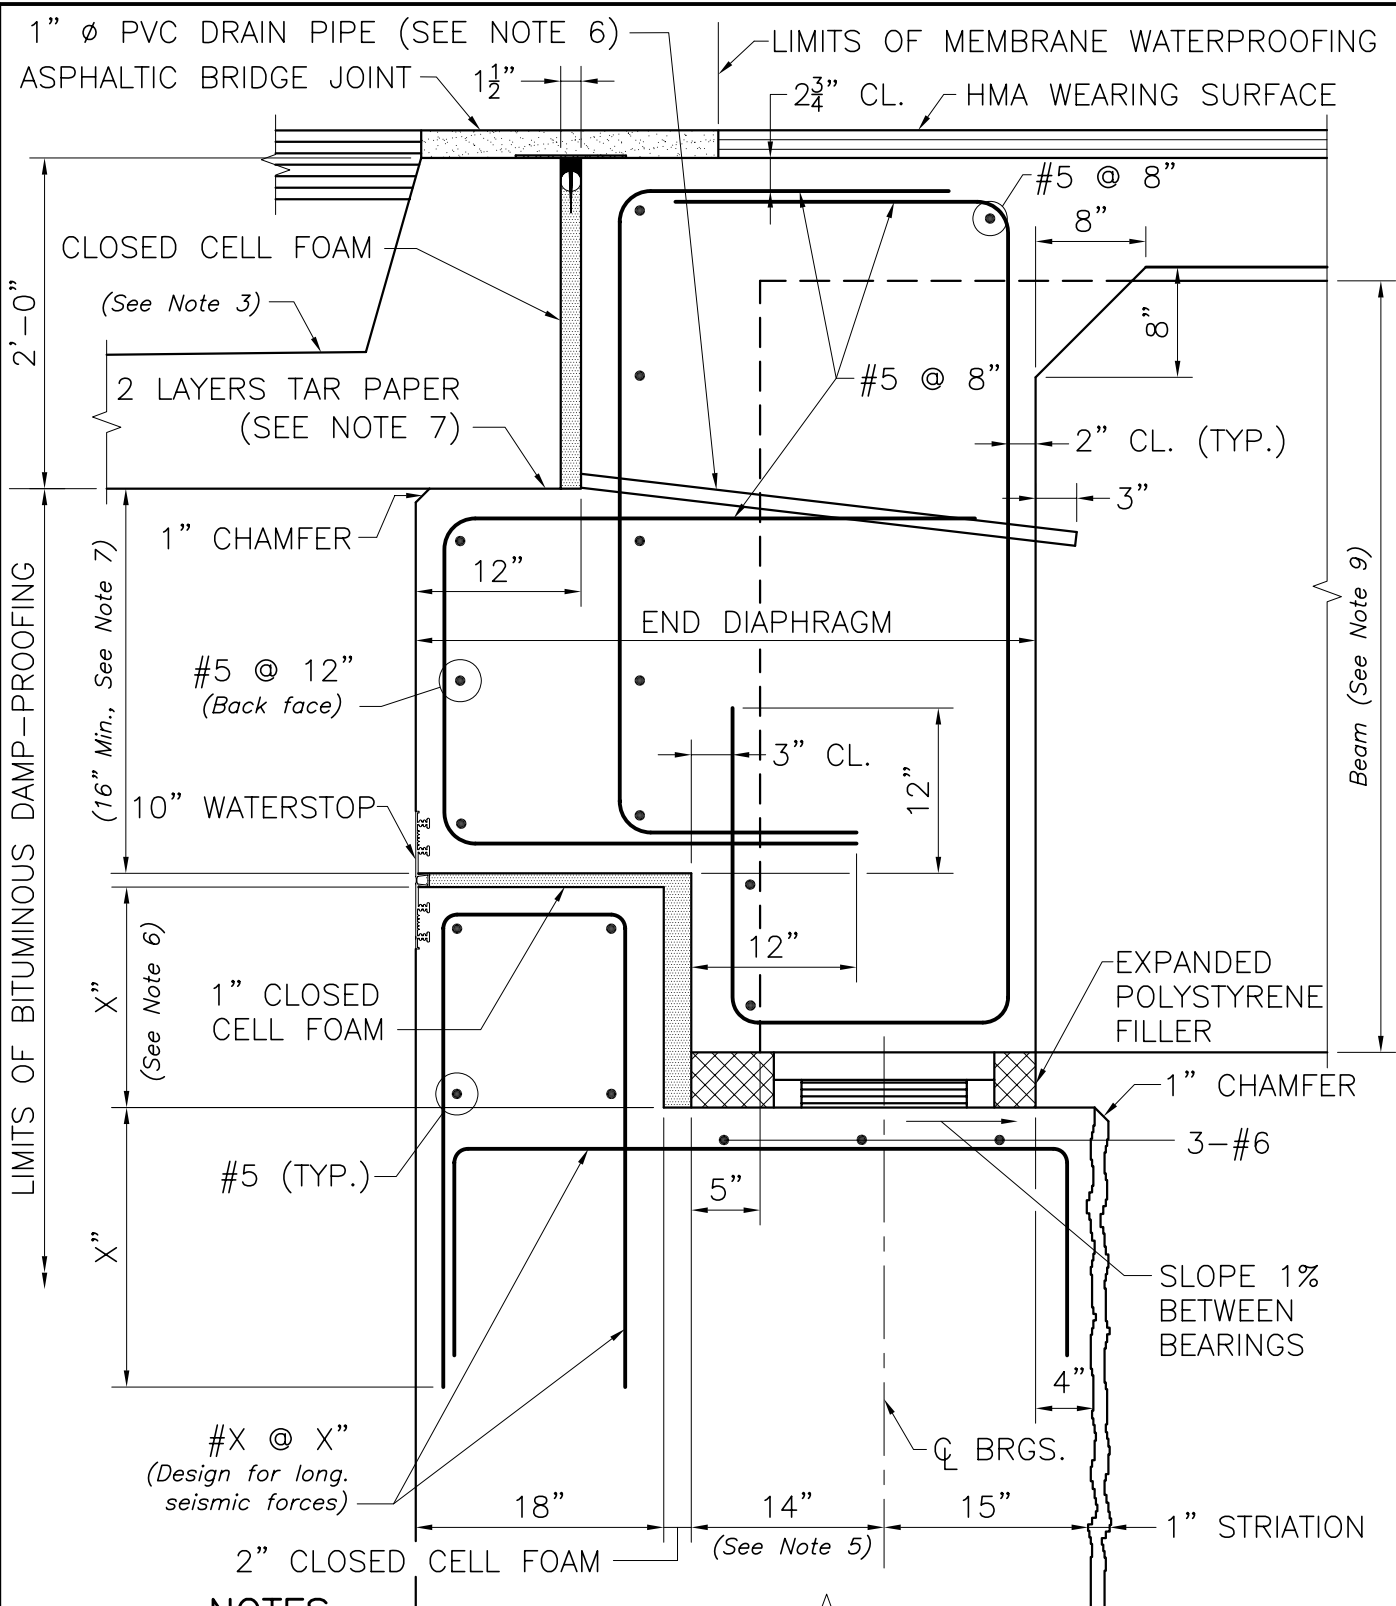 1” ø PVC DRAIN PIPE (SEE NOTE 6)
LIMITS OF MEMBRANE WATERPROOFING
ASPHALTIC BRIDGE JOINT
1 1/2”
2 3/4” CL.
HMA WEARING SURFACE
#5 @ 8”
8”
CLOSED CELL FOAM
(See Note 3)
2'-0”
8”
2 LAYERS TAR PAPER
(SEE NOTE 7)
#5 @ 8”
2” CL. (TYP.)
3”
1” CHAMFER
12”
END DIAPHRAGM
(16” Min., See Note 7)
LIMITS OF BITUMINOUS DAMP-PROOFING
Beam (See Note 9)
#5 @ 12”
(Back face)
3” CL.
12”
10” WATERSTOP
12”
X”
(See Note 6)
1” CLOSED
CELL FOAM
EXPANDED
POLYSTYRENE
FILLER
1” CHAMFER
3-#6
#5 (TYP.)
5”
X”
SLOPE 1%
BETWEEN
BEARINGS
4”
#X @ X”
(Design for long.
seismic forces)
℄ BRGS.
18”
14”
(See Note 5)
15”
1” STRIATION
2” CLOSED CELL FOAM
NOTES